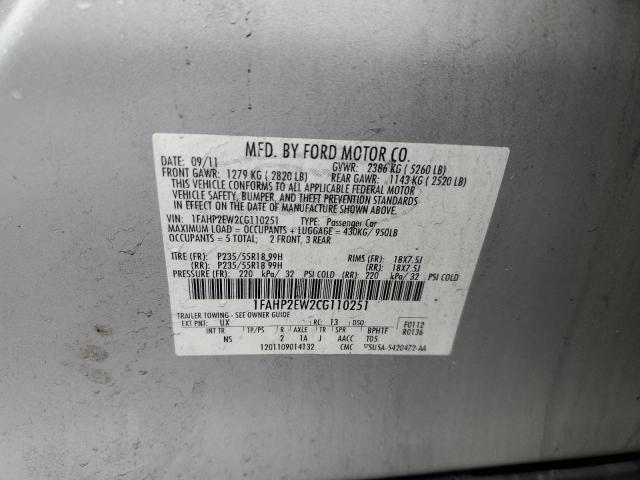 MFD. BY FORD MOTOR CO.
DATE: 09/11 GVWR: 2386 KG ( 5260 LB)
FRONT GAWR: 1279 KG ( 2820 LB) REAR GAWR: 1143 KG ( 2520 LB)
THIS VEHICLE CONFORMS TO ALL APPLICABLE FEDERAL MOTOR
VEHICLE SAFETY, BUMPER, AND THEFT PREVENTION STANDARDS
IN EFFECT ON THE DATE OF MANUFACTURE SHOWN ABOVE.
VIN: 1FAHP2EW2CG110251 TYPE: Passenger Car
MAXIMUM LOAD = OCCUPANTS + LUGGAGE = 430KG/ 950LB
OCCUPANTS = 5 TOTAL; 2 FRONT, 3 REAR
TIRE (FR): P235/55R18 99H RIMS (FR): 18X7.5J
(RR): P235/55R18 99H (RR): 18X7.5J
PRESSURE (FR): 220 kPa/ 32 PSI COLD (RR): 220 kPa/ 32 PSI COLD
1FAHP2EW2CG110251
TRAILER TOWING- SEE OWNER GUIDE
EXT PNT: UX RC: 13 DSO: F0112
R0136
INT TR TP/PS R AXLE TR SPR BPH1F
NS 2 1A J AACC T05
1201109014132 CMC 5U5A-5420472-AA